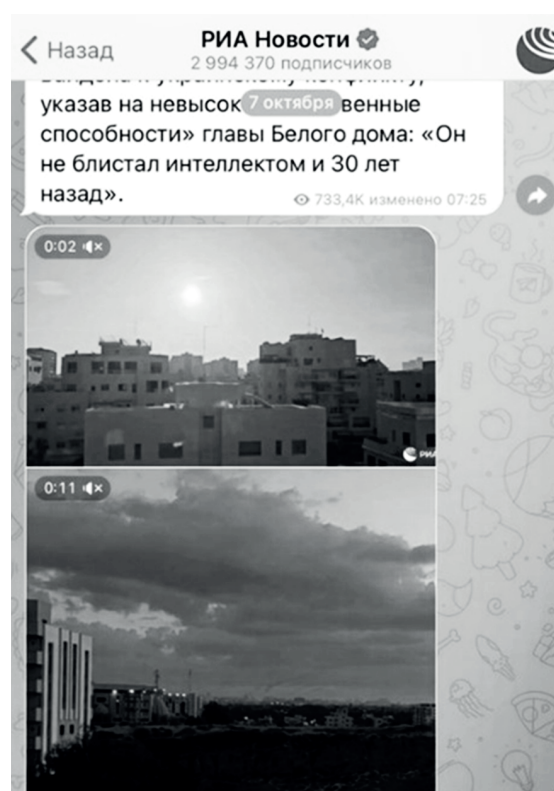 Назад
РИА Новости
2 994 370 подписчиков
указав на невысок
7 октября
венные
способности» главы Белого дома: «Он
не блистал интеллектом и 30 лет
назад».
733,4K изменено 07:25
0:02
РИА
0:11